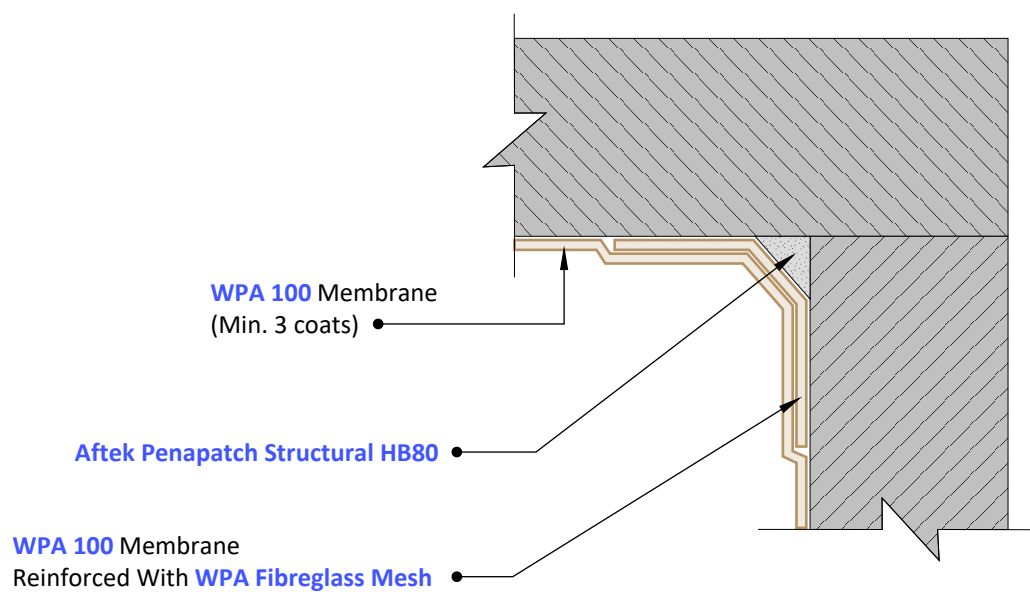 WPA 100 Membrane
(Min. 3 coats)
Aftek Penapatch Structural HB80
WPA 100 Membrane
Reinforced With WPA Fibreglass Mesh